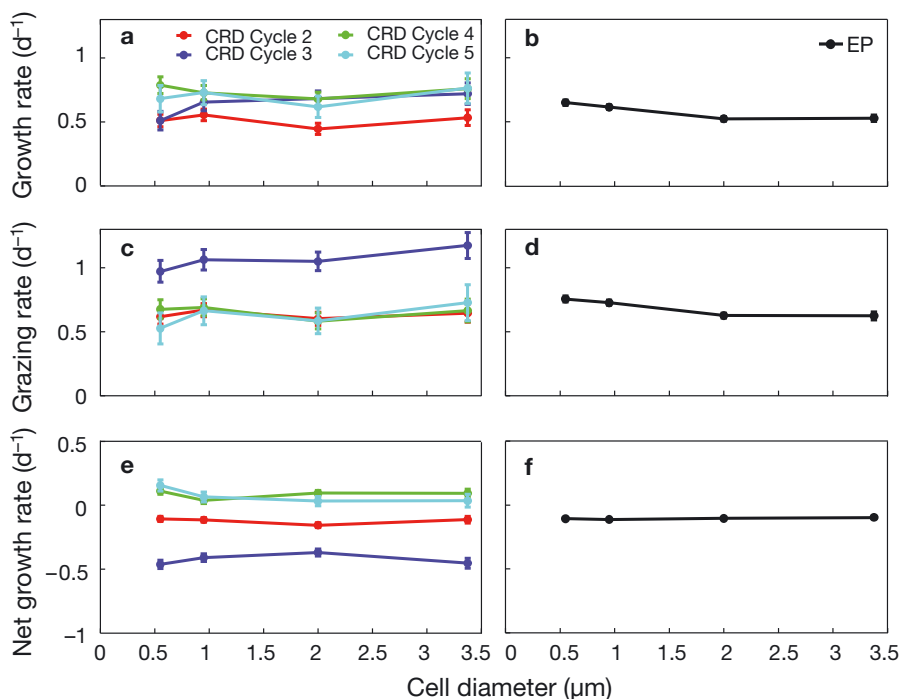 a
CRD Cycle 2
CRD Cycle 3
CRD Cycle 4
CRD Cycle 5
b
EP
Growth rate (d⁻¹)
1
0.5
0
c
d
Grazing rate (d⁻¹)
1
0.5
0
e
f
Net growth rate (d⁻¹)
0.5
0
−0.5
−1
0 0.5 1 1.5 2 2.5 3 3.5
0 0.5 1 1.5 2 2.5 3 3.5
Cell diameter (µm)